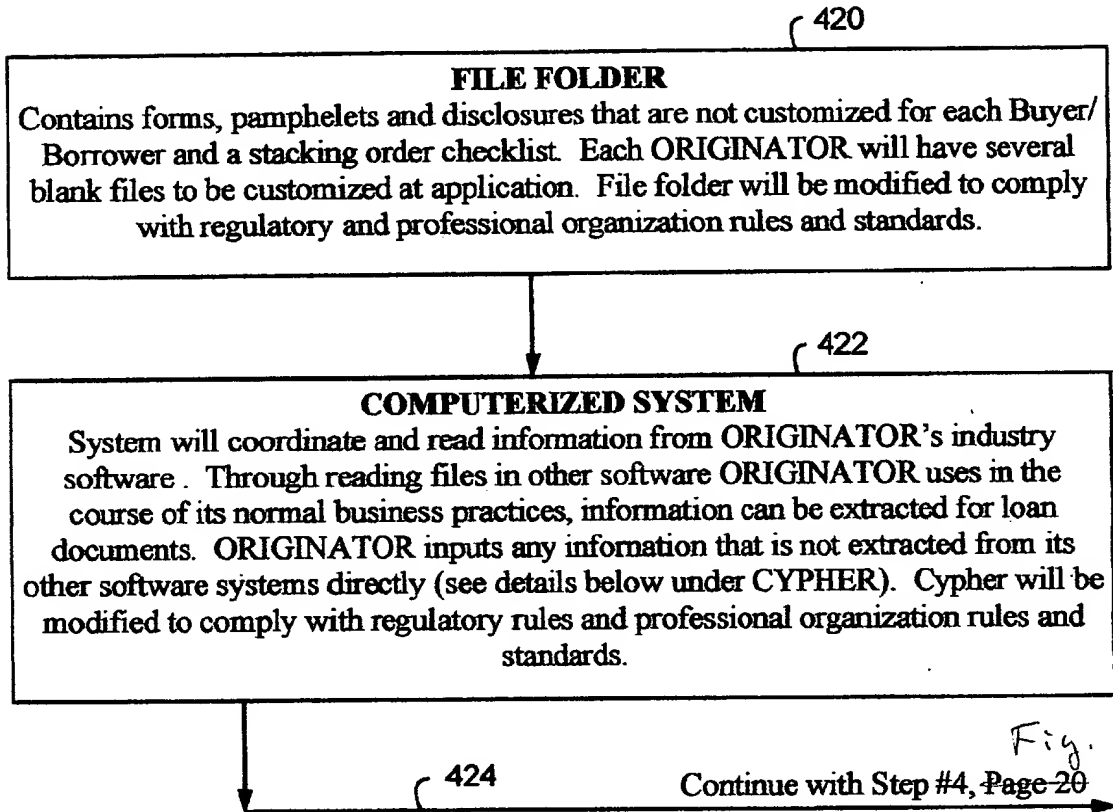 420
FILE FOLDER
Contains forms, pamphelets and disclosures that are not customized for each Buyer/
Borrower and a stacking order checklist. Each ORIGINATOR will have several
blank files to be customized at application. File folder will be modified to comply
with regulatory and professional organization rules and standards.
422
COMPUTERIZED SYSTEM
System will coordinate and read information from ORIGINATOR's industry
software . Through reading files in other software ORIGINATOR uses in the
course of its normal business practices, information can be extracted for loan
documents. ORIGINATOR inputs any information that is not extracted from its
other software systems directly (see details below under CYPHER). Cypher will be
modified to comply with regulatory rules and professional organization rules and
standards.
Fig.
424
Continue with Step #4, Page 20